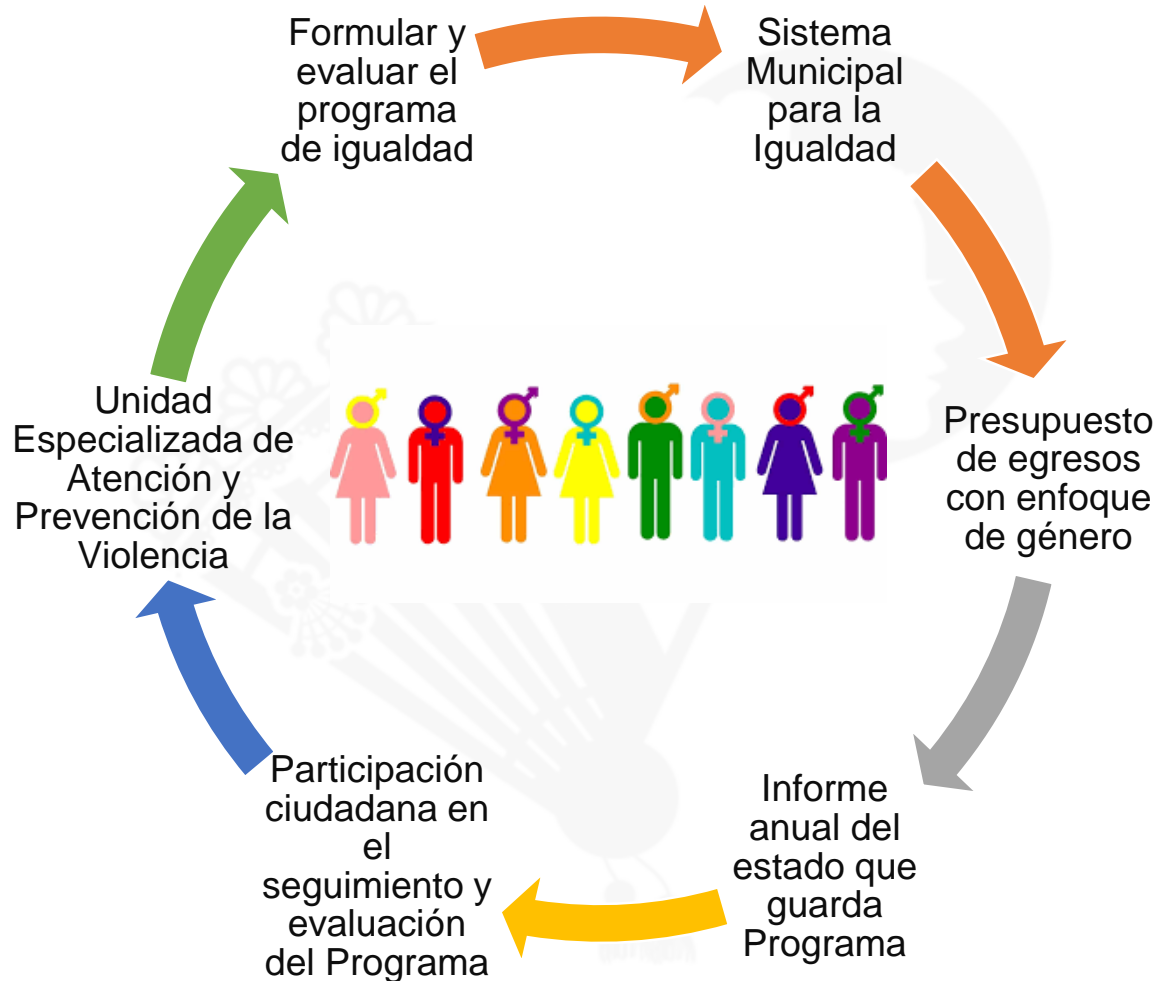 Formular y
evaluar el
programa
de igualdad
Sistema
Municipal
para la
Igualdad
Presupuesto
de egresos
con enfoque
de género
Informe
anual del
estado que
guarda
Programa
Participación
ciudadana en
el
seguimiento y
evaluación
del Programa
Unidad
Especializada de
Atención y
Prevención de la
Violencia